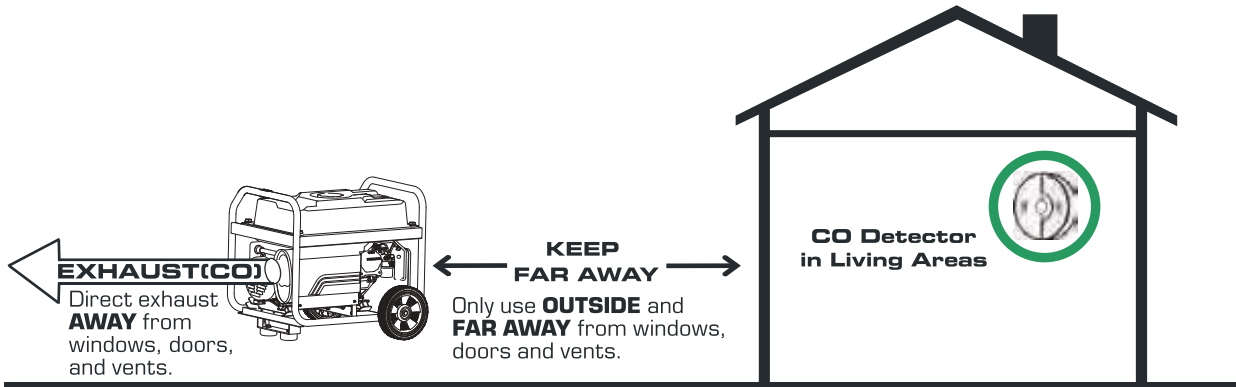 EXHAUST(CO)
Direct exhaust
AWAY from
windows, doors,
and vents.
KEEP
FAR AWAY
Only use OUTSIDE and
FAR AWAY from windows,
doors and vents.
CO Detector
in Living Areas